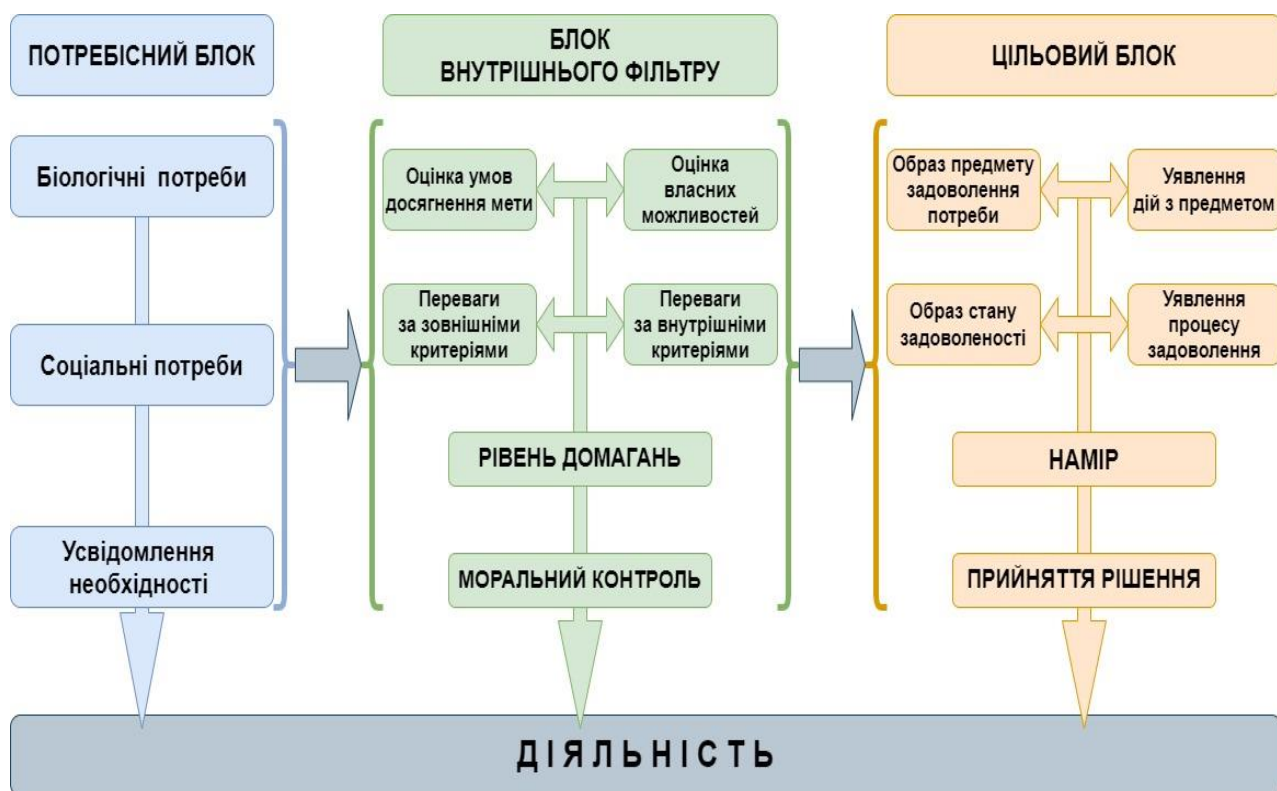 ПОТРЕБІСНИЙ БЛОК
Біологічні потреби
Соціальні потреби
Усвідомлення
необхідності
БЛОК
ВНУТРІШНЬОГО ФІЛЬТРУ
Оцінка умов
досягнення мети
Оцінка
власних
можливостей
Переваги
за зовнішніми
критеріями
Переваги
за внутрішніми
критеріями
РІВЕНЬ ДОМАГАНЬ
МОРАЛЬНИЙ КОНТРОЛЬ
ЦІЛЬОВИЙ БЛОК
Образ предмету
задоволення
потреби
Уявлення
дій з предметом
Образ стану
задоволеності
Уявлення
процесу
задоволення
НАМІР
ПРИЙНЯТТЯ РІШЕННЯ
ДІЯЛЬНІСТЬ